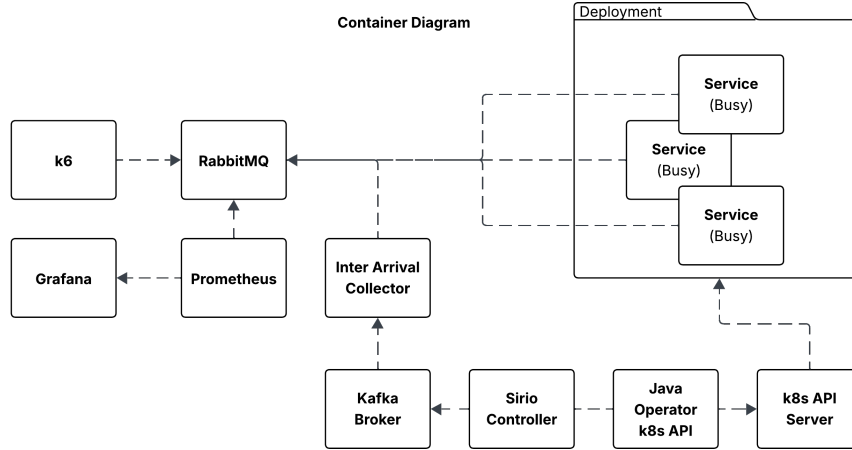 Container Diagram
Deployment
Service
(Busy)
Service
(Busy)
Service
(Busy)
k6
RabbitMQ
Grafana
Prometheus
Inter Arrival
Collector
Kafka
Broker
Sirio
Controller
Java
Operator
k8s API
k8s API
Server